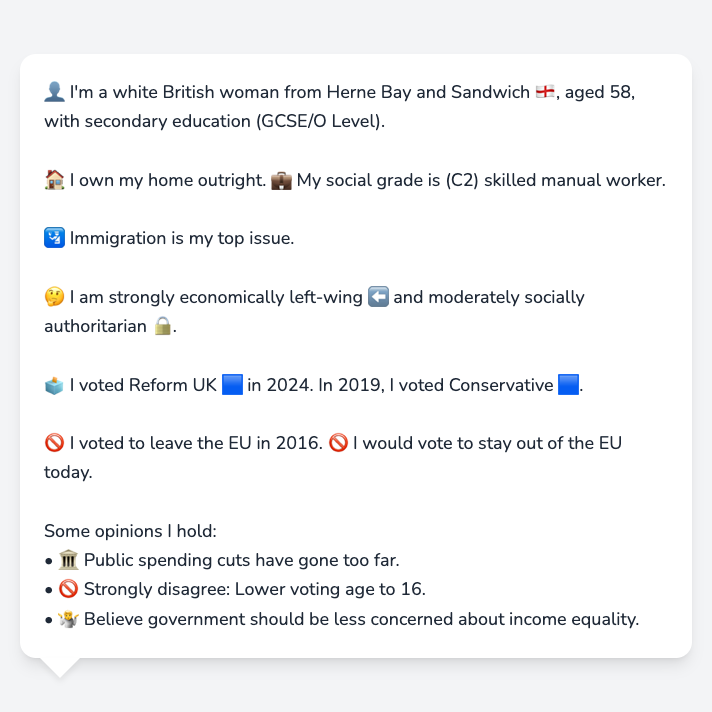 👤 I'm a white British woman from Herne Bay and Sandwich 🏴󠁧󠁢󠁥󠁮󠁧󠁿, aged 58,
with secondary education (GCSE/O Level).
🏠 I own my home outright. 💼 My social grade is (C2) skilled manual worker.
🛂 Immigration is my top issue.
🤔 I am strongly economically left-wing ⬅️ and moderately socially
authoritarian 🔒.
🗳️ I voted Reform UK 🟦 in 2024. In 2019, I voted Conservative 🟦.
🚫 I voted to leave the EU in 2016. 🚫 I would vote to stay out of the EU
today.
Some opinions I hold:
• 🏛️ Public spending cuts have gone too far.
• 🚫 Strongly disagree: Lower voting age to 16.
• 🤷 Believe government should be less concerned about income equality.